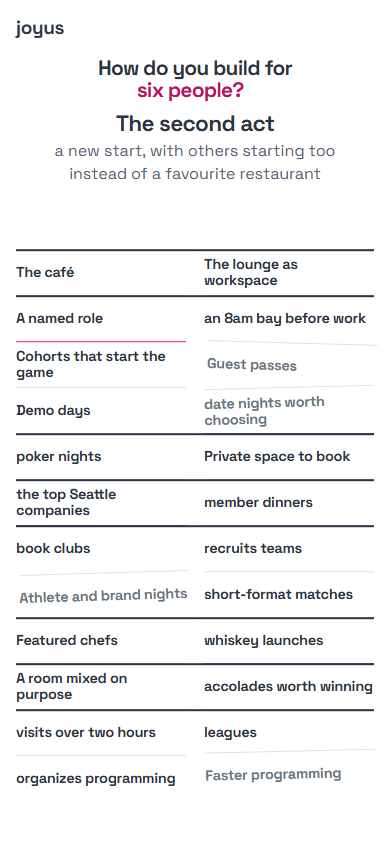 joyus
How do you build for
six people?
The second act
a new start, with others starting too
instead of a favourite restaurant
The café
The lounge as
workspace
A named role
an 8am bay before work
Cohorts that start the
game
Guest passes
Demo days
date nights worth
choosing
poker nights
Private space to book
the top Seattle
companies
member dinners
book clubs
recruits teams
Athlete and brand nights
short-format matches
Featured chefs
whiskey launches
A room mixed on
purpose
accolades worth winning
visits over two hours
leagues
organizes programming
Faster programming